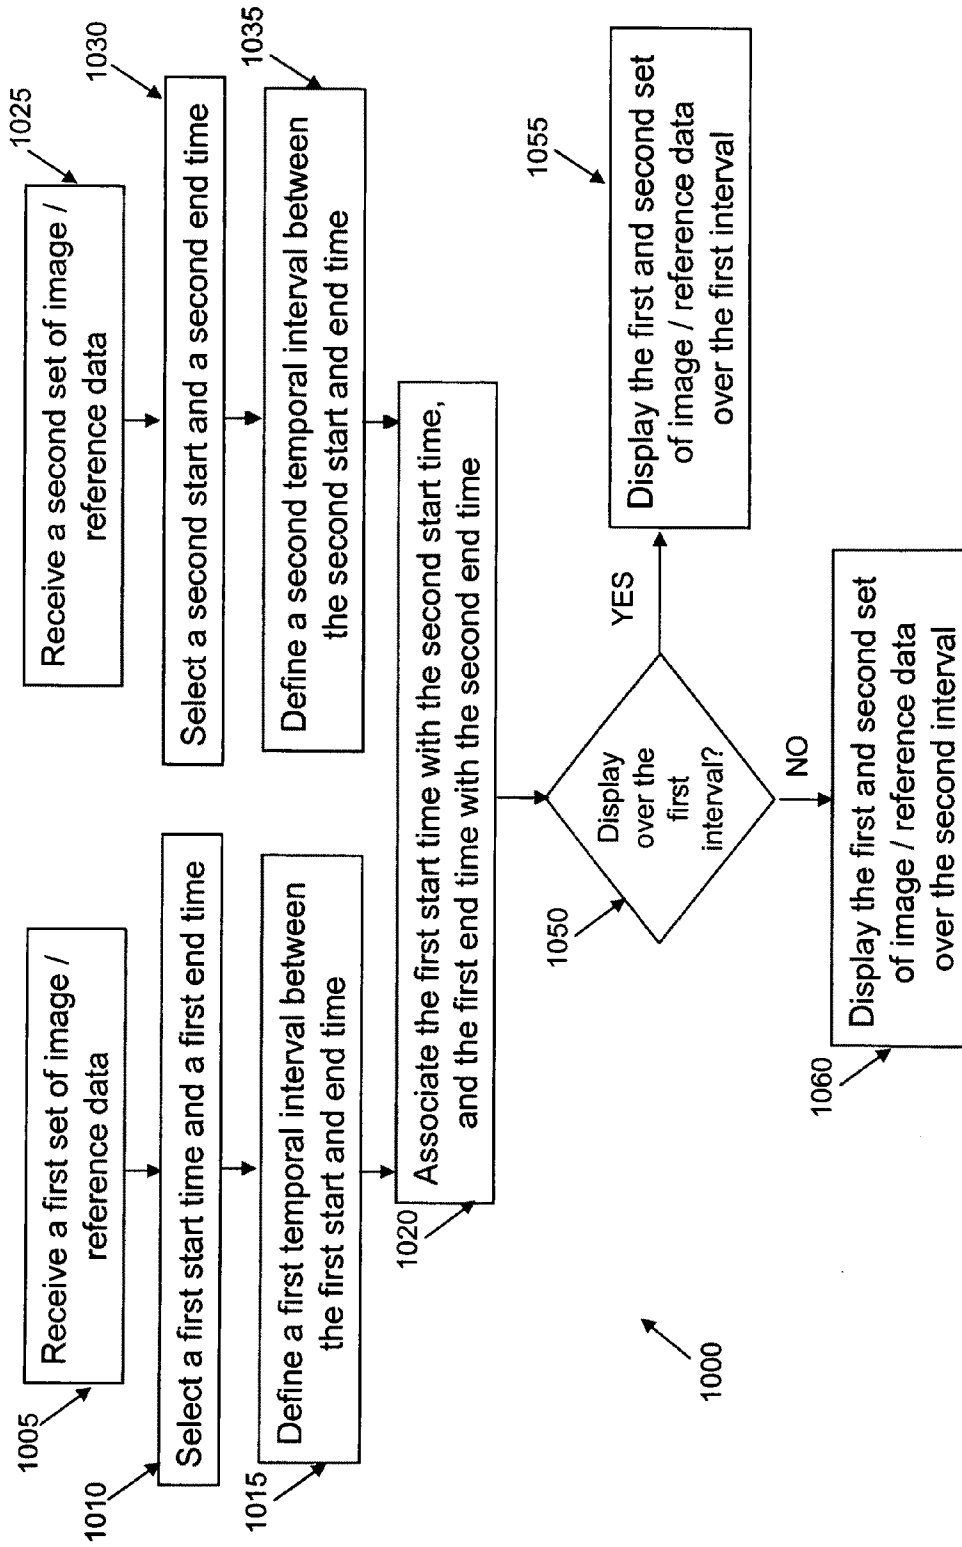 1005
Receive a first set of image /
reference data
1010
Select a first start time and a first end time
1015
Define a first temporal interval between
the first start and end time
1025
Receive a second set of image /
reference data
1030
Select a second start and a second end time
1035
Define a second temporal interval between
the second start and end time
1020
Associate the first start time with the second start time,
and the first end time with the second end time
1050
Display
over the
first
interval?
YES
1055
Display the first and second set
of image / reference data
over the first interval
NO
1060
Display the first and second set
of image / reference data
over the second interval
1000